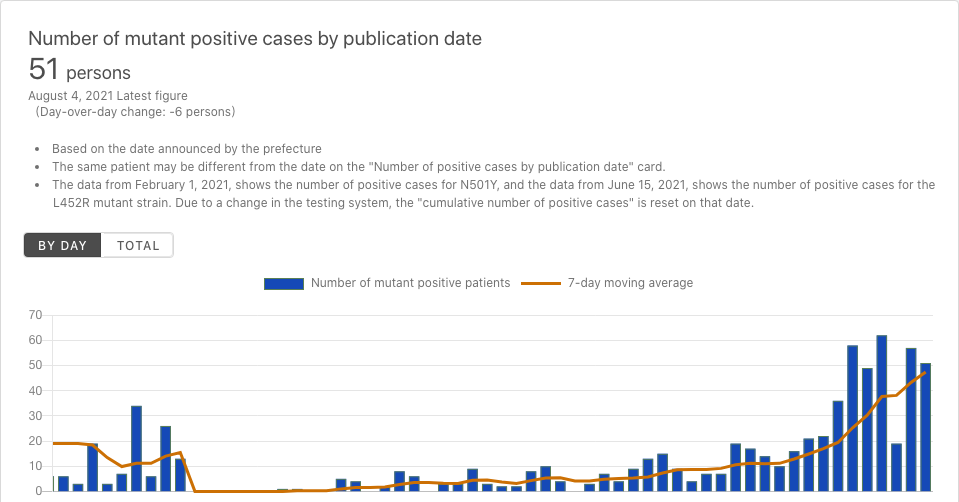 Number of mutant positive cases by publication date
51 persons
August 4, 2021 Latest figure
(Day-over-day change: -6 persons)
• Based on the date announced by the prefecture
• The same patient may be different from the date on the "Number of positive cases by publication date" card.
• The data from February 1, 2021, shows the number of positive cases for N501Y, and the data from June 15, 2021, shows the number of positive cases for the
L452R mutant strain. Due to a change in the testing system, the "cumulative number of positive cases" is reset on that date.
BY DAY TOTAL
Number of mutant positive patients 7-day moving average
70
60
50
40
30
20
10
0